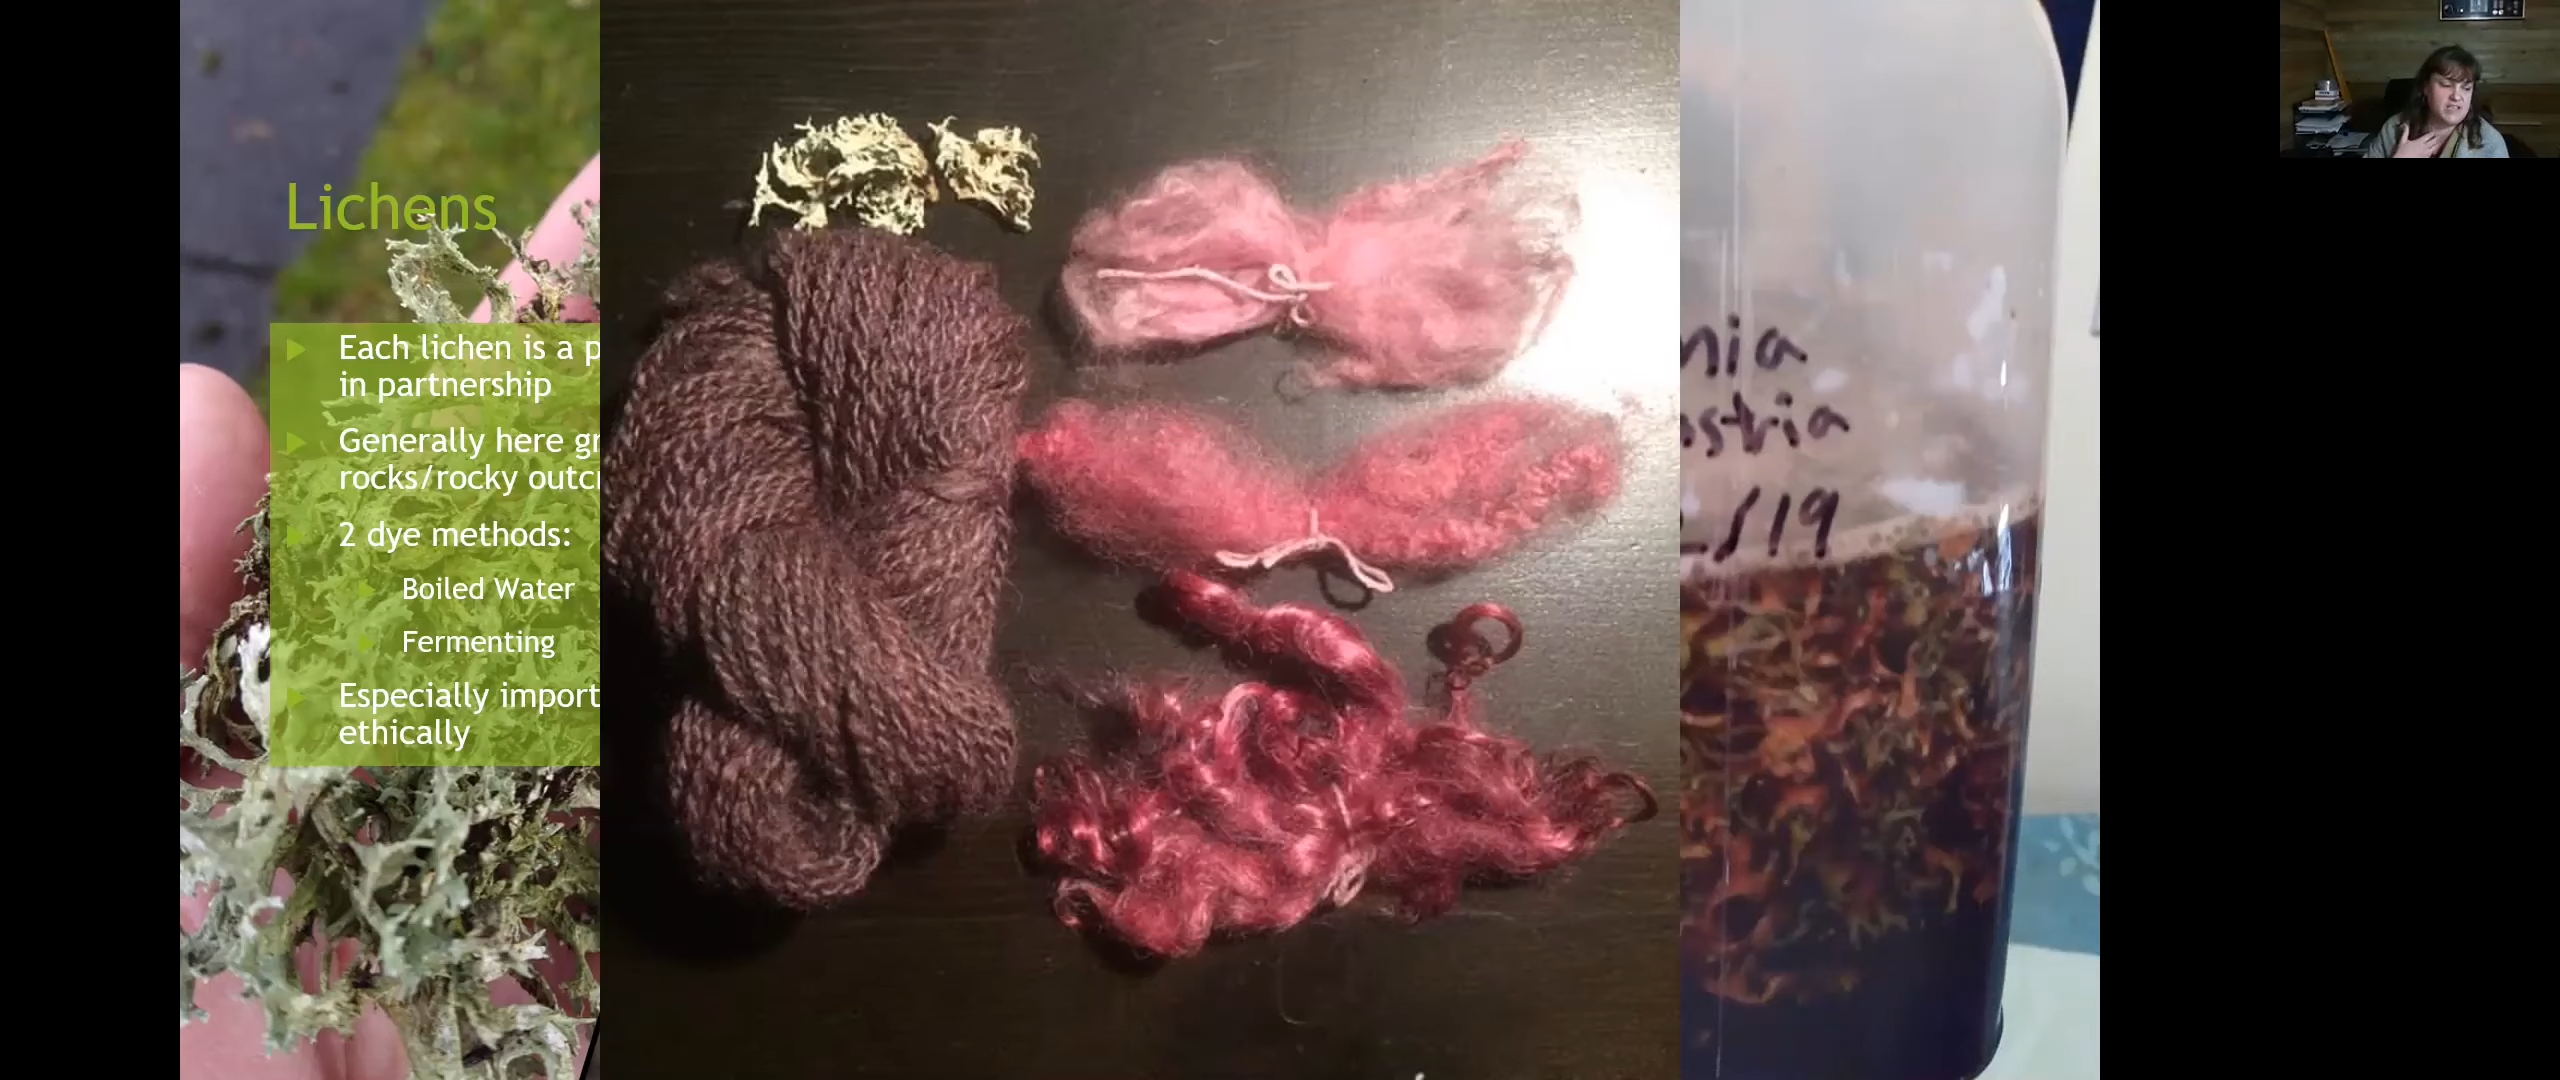 Lichens
Each lichen is a p
in partnership
Generally here gr
rocks/rocky outcr
2 dye methods:
Boiled Water
Fermenting
Especially import
ethically
nia
ostria
/19